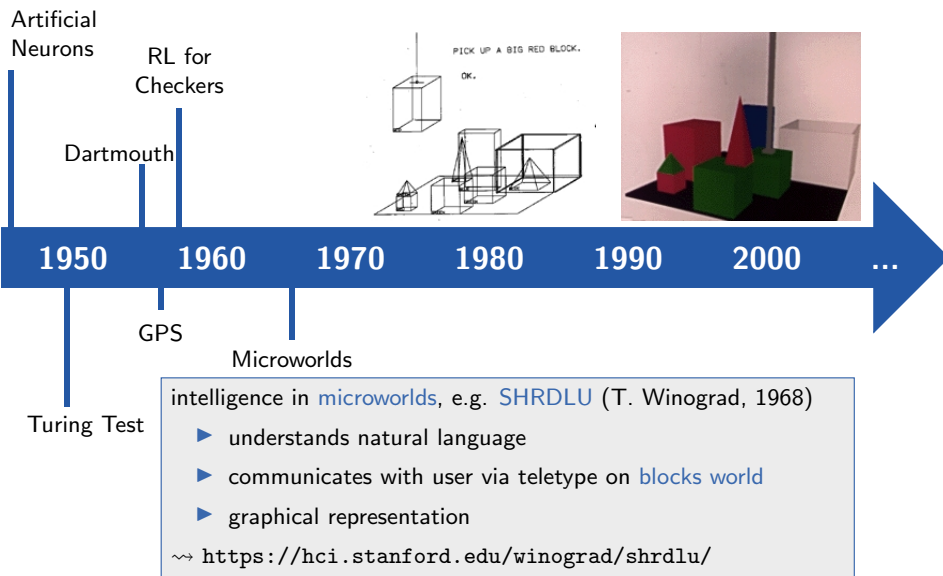 Artificial
Neurons
RL for
Checkers
Dartmouth
PICK UP A BIG RED BLOCK.
OK.
1950 1960 1970 1980 1990 2000 ...
GPS
Microworlds
Turing Test
intelligence in microworlds, e.g. SHRDLU (T. Winograd, 1968)
▶ understands natural language
▶ communicates with user via teletype on blocks world
▶ graphical representation
⇝ https://hci.stanford.edu/winograd/shrdlu/